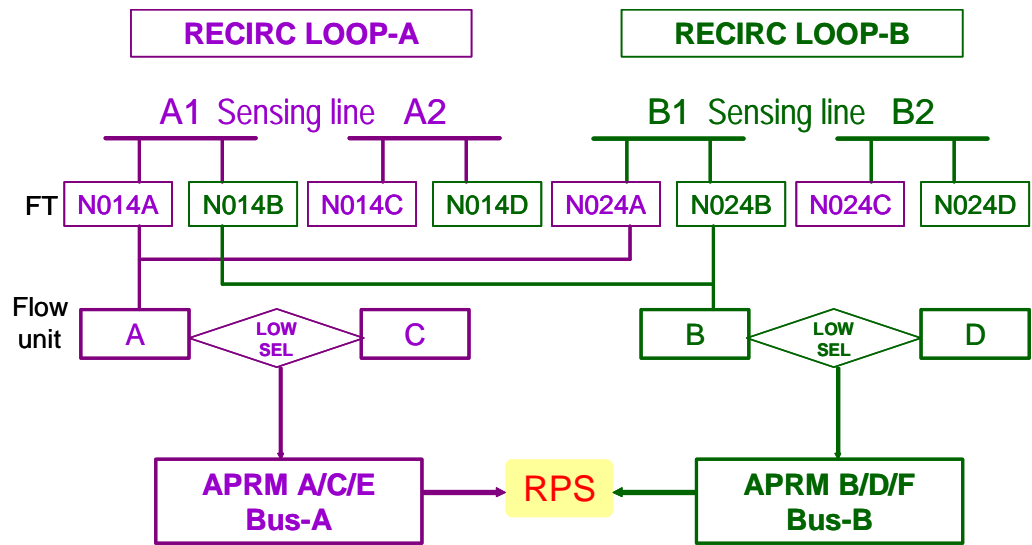 RECIRC LOOP-A
RECIRC LOOP-B
A1 Sensing line A2
B1 Sensing line B2
FT N014A N014B N014C N014D N024A N024B N024C N024D
Flow
unit
A
LOW
SEL
C
B
LOW
SEL
D
APRM A/C/E
Bus-A
RPS
APRM B/D/F
Bus-B